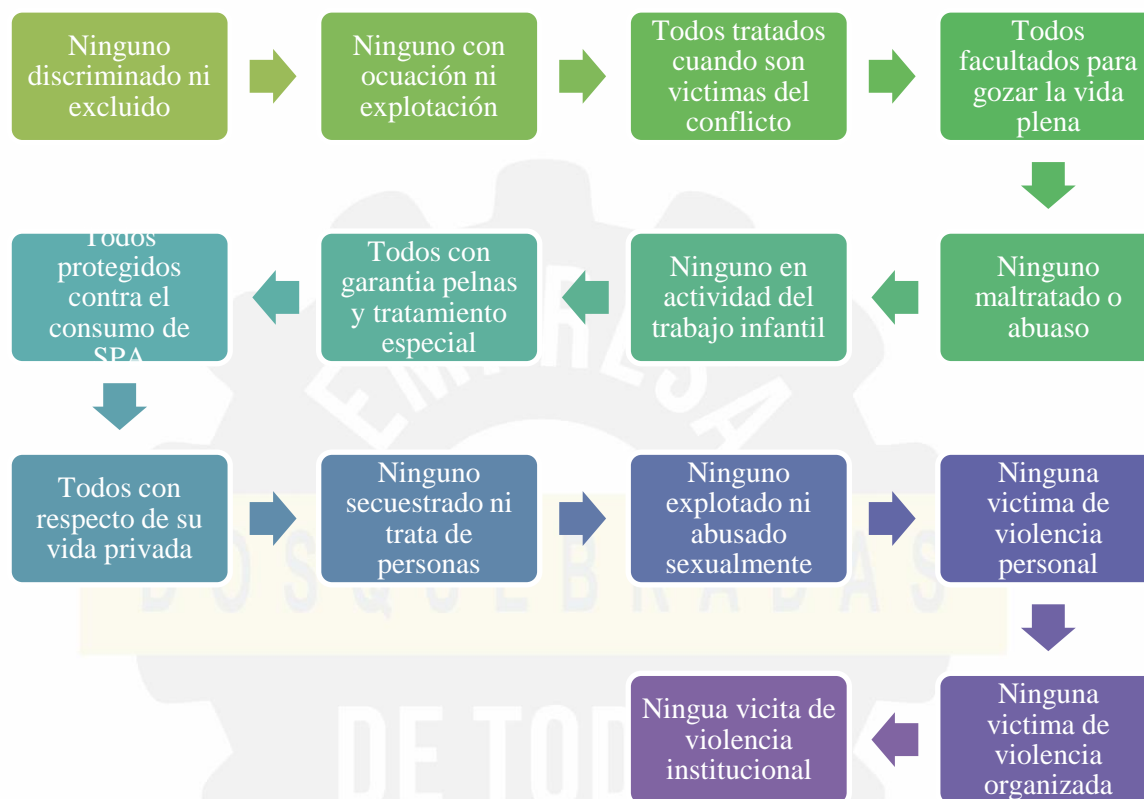 Ninguno
discriminado ni
excluido
Ninguno con
ocuación ni
explotación
Todos tratados
cuando son
victimas del
conflicto
Todos
facultados para
gozar la vida
plena
Ninguno
maltratado o
abuaso
Ninguno en
actividad del
trabajo infantil
Todos con
garantia pelnas
y tratamiento
especial
Todos
protegidos
contra el
consumo de
SPA
Todos con
respecto de su
vida privada
Ninguno
secuestrado ni
trata de
personas
Ninguno
explotado ni
abusado
sexualmente
Ninguna
victima de
violencia
personal
Ninguna
victima de
violencia
organizada
Ningua vicita de
violencia
institucional
EMPRESA
DOSQUEBRADAS
DE TOD